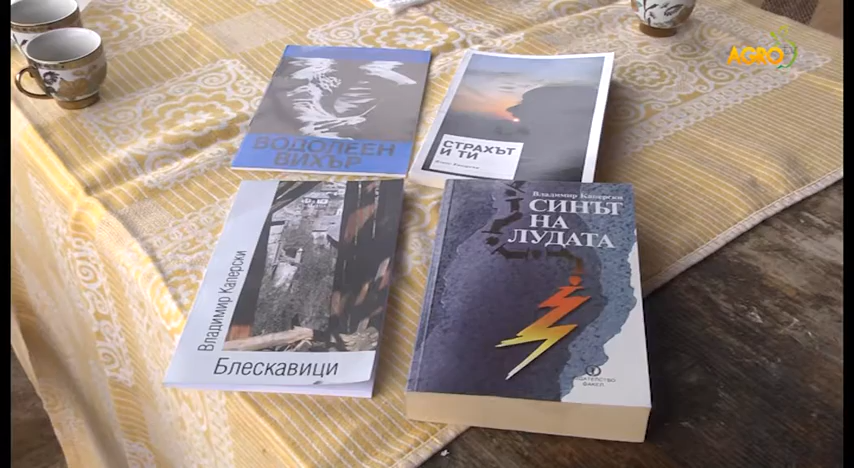 AGRO
ВОДОЛЕЕН
ВИХЪР
СТРАХЪТ
И ТИ
Владимир Каперски
СИНЪТ
НА
ЛУДАТА
ИЗДАТЕЛСТВО
ФАКЕЛ
Владимир Каперски
Блескавици